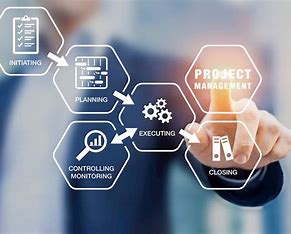 INITIATING
PLANNING
PROJECT
MANAGEMENT
EXECUTING
CONTROLLING
MONITORING
CLOSING